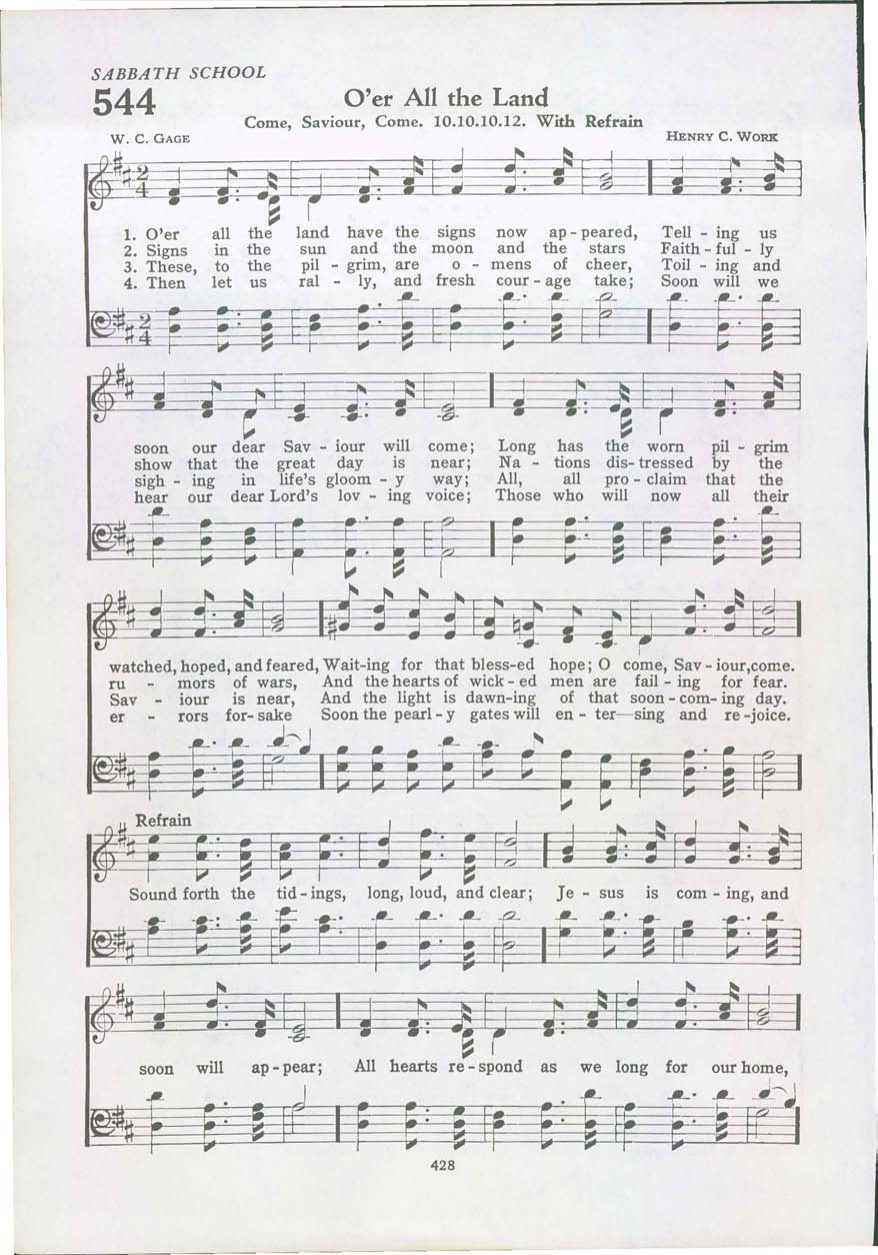 SABBATH SCHOOL
544
O'er All the Land
Come, Saviour, Come. 10.10.10.12. With Refrain
W. C. GAGE
HENRY C. WORK
1. O'er all the land have the signs now ap - peared, Tell - ing us
2. Signs in the sun and the moon and the stars Faith - ful - ly
3. These, to the pil - grim, are o - mens of cheer, Toil - ing and
4. Then let us ral - ly, and fresh cour - age take; Soon will we
soon our dear Sav - iour will come; Long has the worn pil - grim
show that the great day is near; Na - tions dis - tressed by the
sigh - ing in life's gloom - y way; All, all pro - claim that the
hear our dear Lord's lov - ing voice; Those who will now all their
watched, hoped, and feared, Wait-ing for that bless-ed hope; O come, Sav - iour, come.
ru - mors of wars, And the hearts of wick - ed men are fail - ing for fear.
Sav - iour is near, And the light is dawn-ing of that soon - com - ing day.
er - rors for- sake Soon the pearl - y gates will en - ter—sing and re - joice.
Refrain
Sound forth the tid - ings, long, loud, and clear; Je - sus is com - ing, and
soon will ap - pear; All hearts re - spond as we long for our home,
428